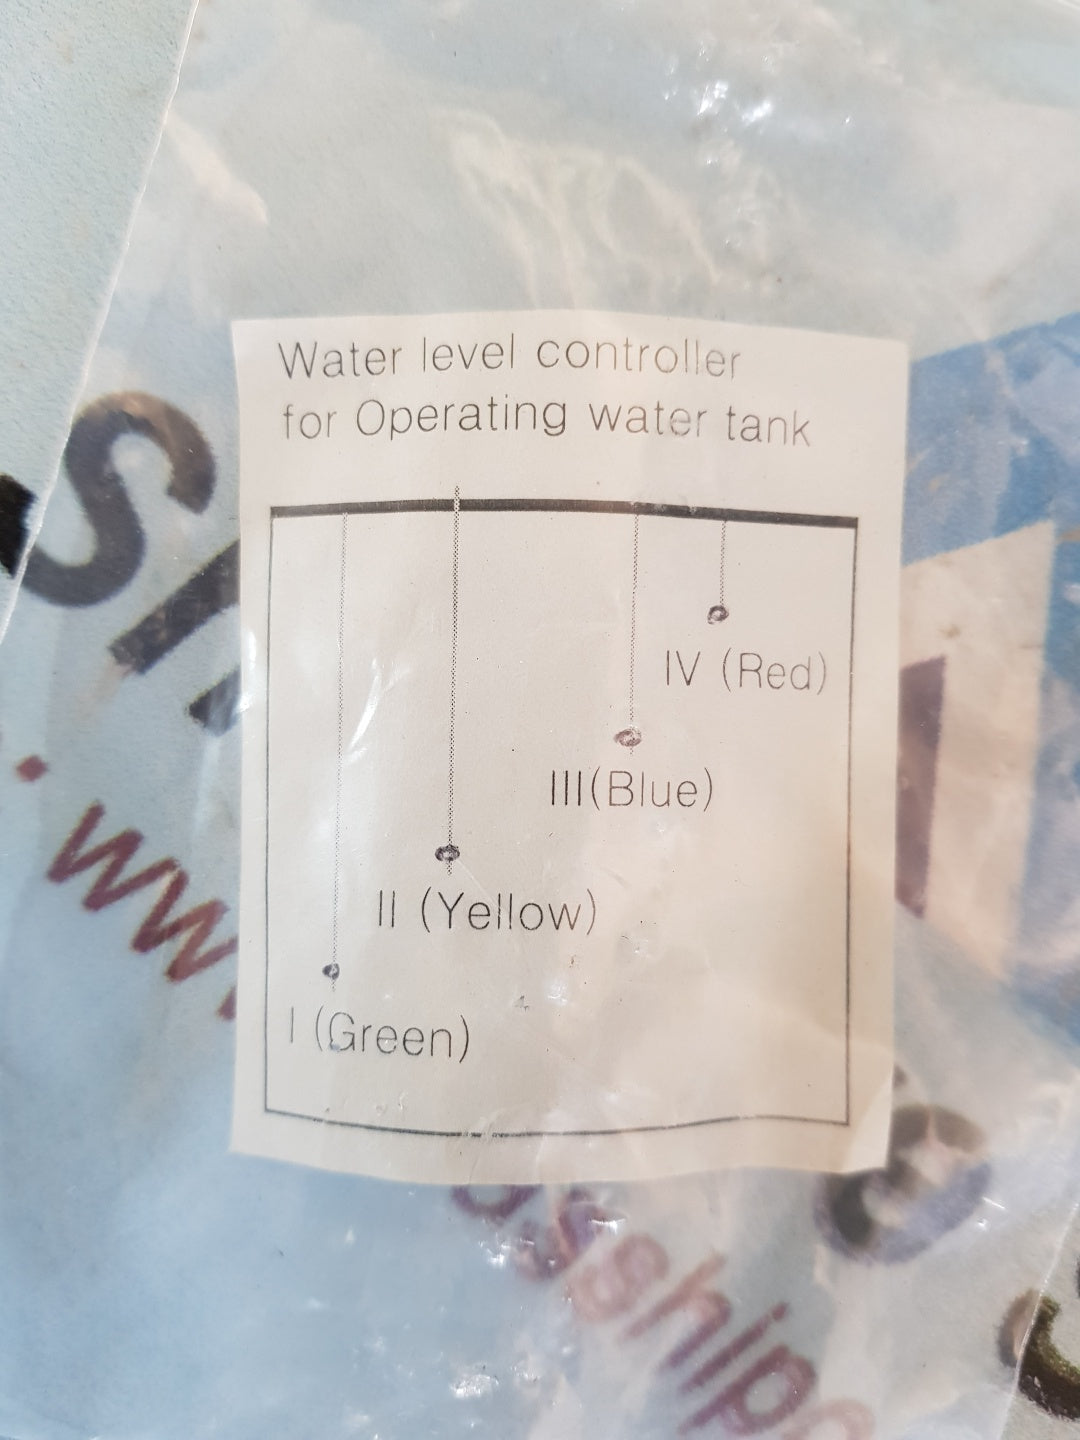 Water level controller
for Operating water tank
IV (Red)
III(Blue)
II (Yellow)
I (Green)